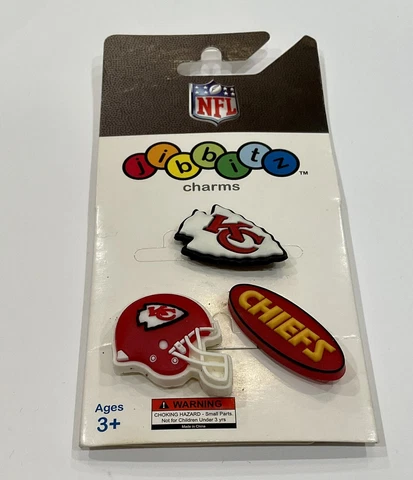 NFL
jibbitz™
charms
KC
KC
CHIEFS
Ages
3+
WARNING
CHOKING HAZARD - Small Parts.
Not for Children Under 3 yrs.
Made in China